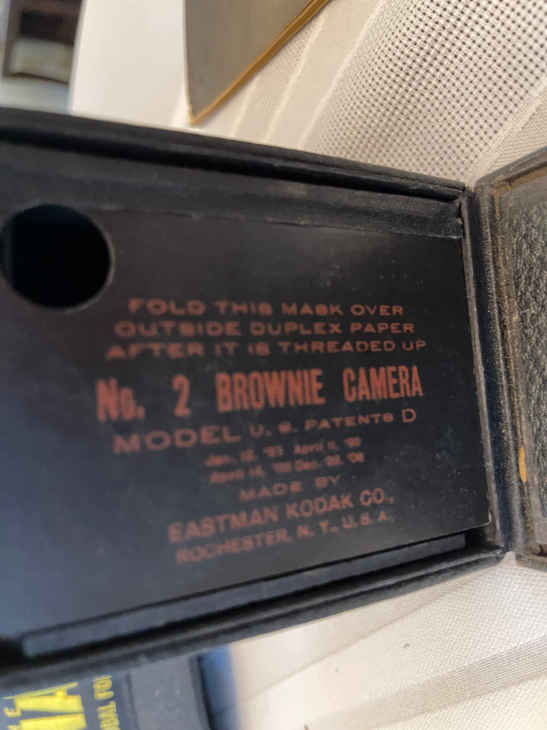 FOLD THIS MASK OVER
OUTSIDE DUPLEX PAPER
AFTER IT IS THREADED UP
No. 2 BROWNIE CAMERA
MODEL U. S. PATENTS D
MADE BY
EASTMAN KODAK CO.,
ROCHESTER, N. Y., U. S. A.